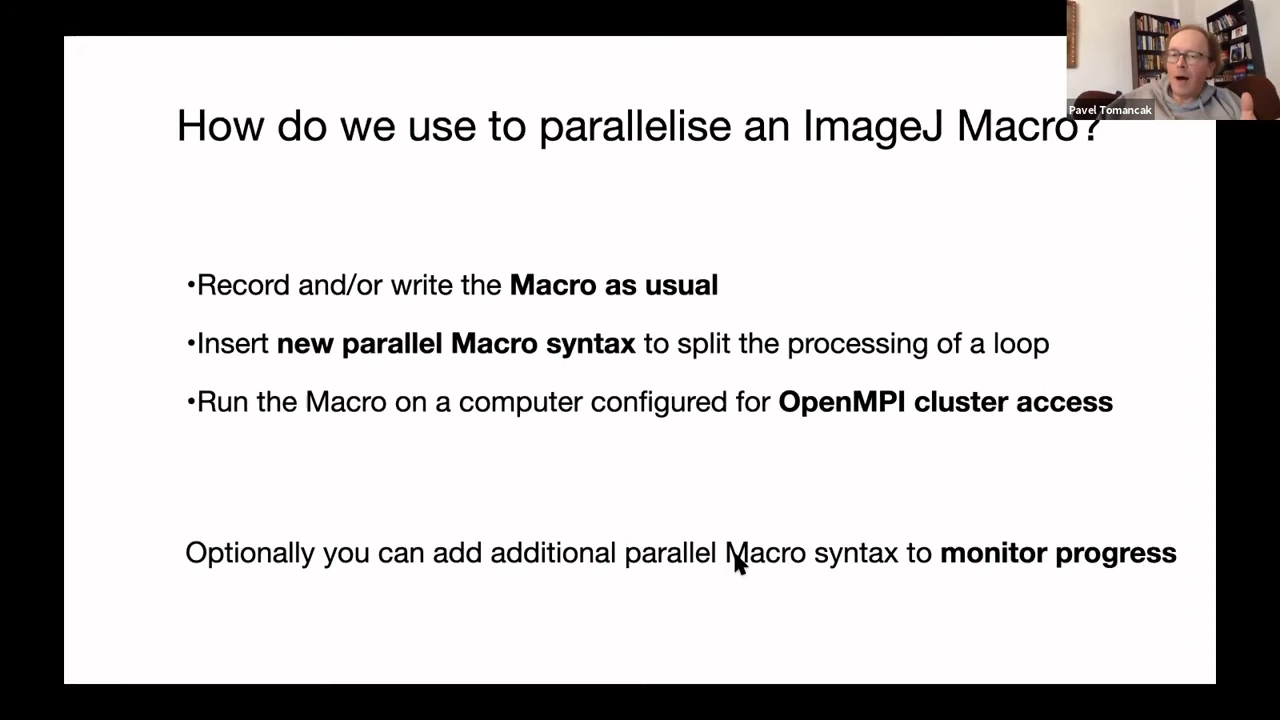 How do we use to parallelise an ImageJ Macro?
Pavel Tomancak
•Record and/or write the Macro as usual
•Insert new parallel Macro syntax to split the processing of a loop
•Run the Macro on a computer configured for OpenMPI cluster access
Optionally you can add additional parallel Macro syntax to monitor progress